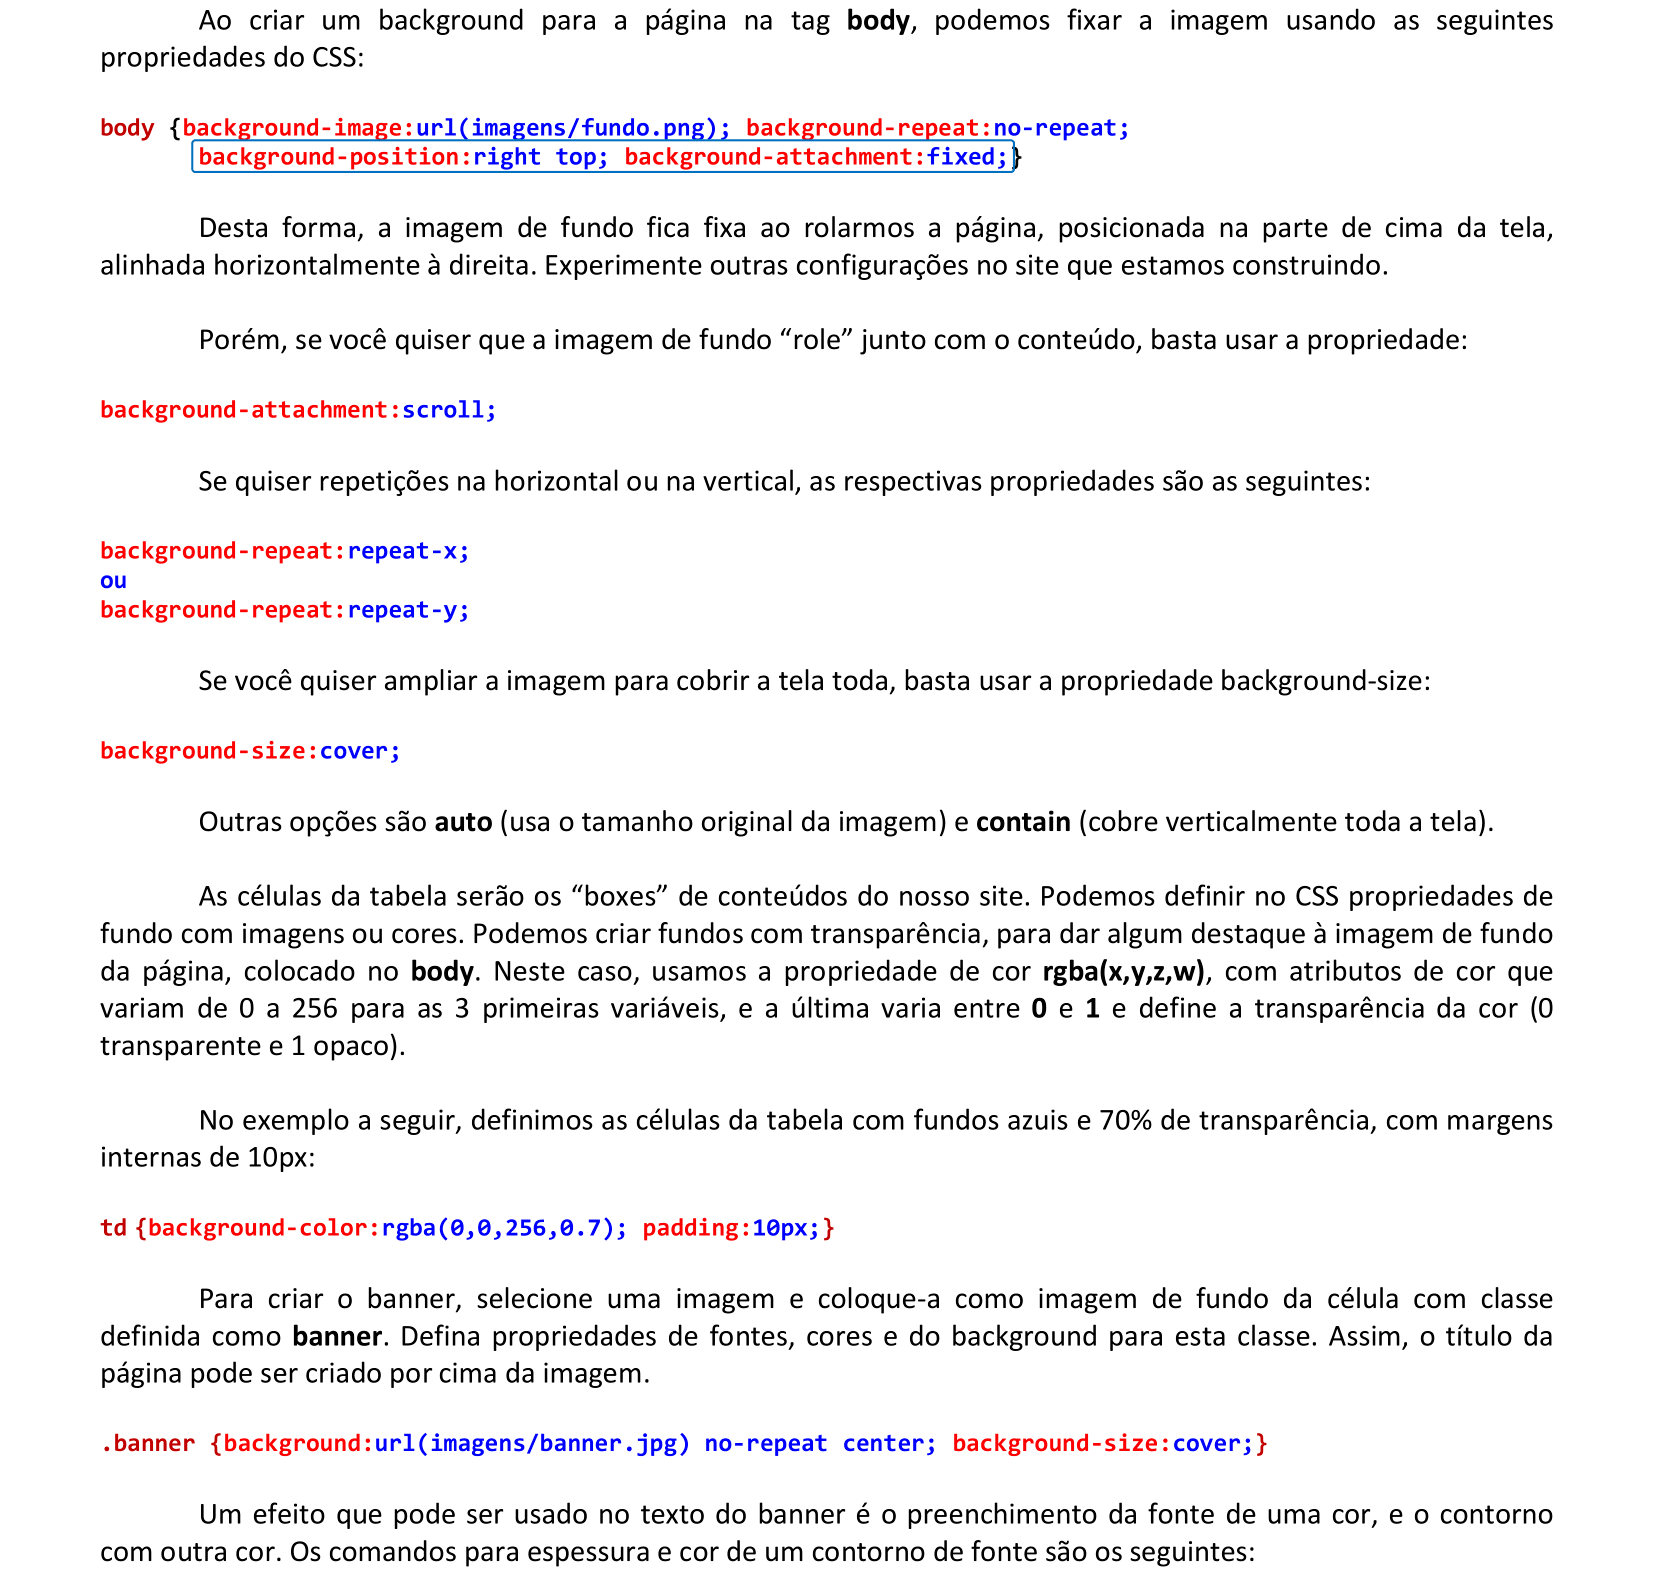 Ao criar um background para a página na tag body, podemos fixar a imagem usando as seguintes
propriedades do CSS:
body {background-image:url(imagens/fundo.png); background-repeat:no-repeat;
background-position:right top; background-attachment:fixed;}
Desta forma, a imagem de fundo fica fixa ao rolarmos a página, posicionada na parte de cima da tela,
alinhada horizontalmente à direita. Experimente outras configurações no site que estamos construindo.
Porém, se você quiser que a imagem de fundo “role” junto com o conteúdo, basta usar a propriedade:
background-attachment:scroll;
Se quiser repetições na horizontal ou na vertical, as respectivas propriedades são as seguintes:
background-repeat:repeat-x;
ou
background-repeat:repeat-y;
Se você quiser ampliar a imagem para cobrir a tela toda, basta usar a propriedade background-size:
background-size:cover;
Outras opções são auto (usa o tamanho original da imagem) e contain (cobre verticalmente toda a tela).
As células da tabela serão os “boxes” de conteúdos do nosso site. Podemos definir no CSS propriedades de
fundo com imagens ou cores. Podemos criar fundos com transparência, para dar algum destaque à imagem de fundo
da página, colocado no body. Neste caso, usamos a propriedade de cor rgba(x,y,z,w), com atributos de cor que
variam de 0 a 256 para as 3 primeiras variáveis, e a última varia entre 0 e 1 e define a transparência da cor (0
transparente e 1 opaco).
No exemplo a seguir, definimos as células da tabela com fundos azuis e 70% de transparência, com margens
internas de 10px:
td {background-color:rgba(0,0,256,0.7); padding:10px;}
Para criar o banner, selecione uma imagem e coloque-a como imagem de fundo da célula com classe
definida como banner. Defina propriedades de fontes, cores e do background para esta classe. Assim, o título da
página pode ser criado por cima da imagem.
.banner {background:url(imagens/banner.jpg) no-repeat center; background-size:cover;}
Um efeito que pode ser usado no texto do banner é o preenchimento da fonte de uma cor, e o contorno
com outra cor. Os comandos para espessura e cor de um contorno de fonte são os seguintes: